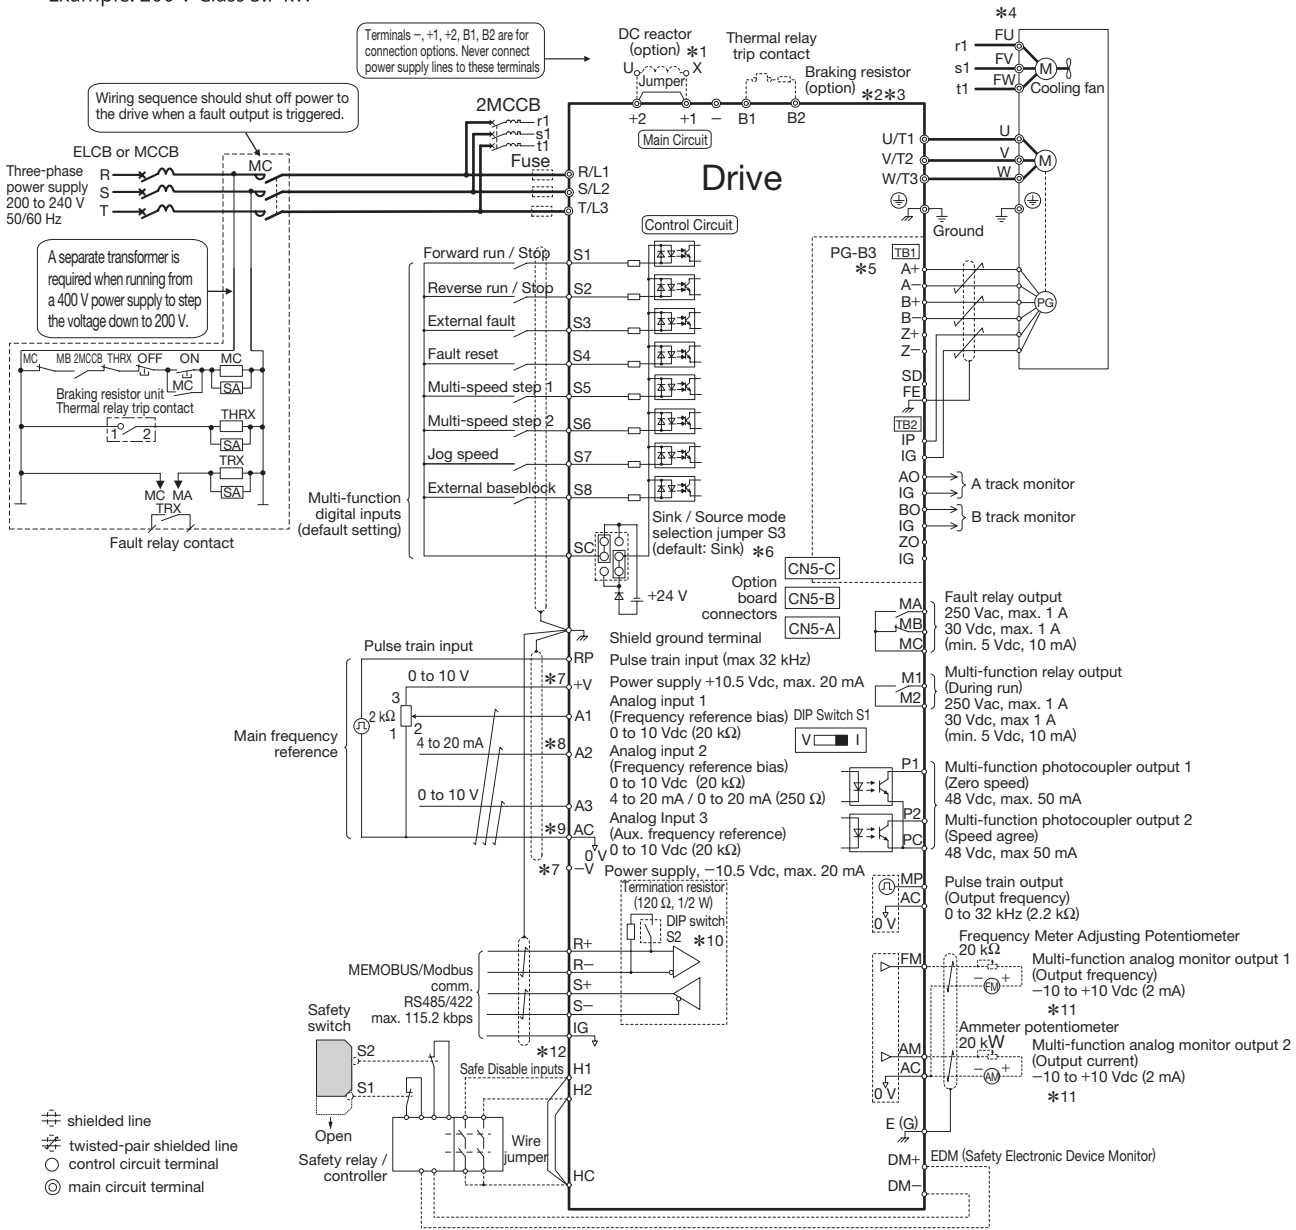 *4
FU
r1
FV
s1
FW
t1
M
Cooling fan
Terminals −, +1, +2, B1, B2 are for
connection options. Never connect
power supply lines to these terminals
DC reactor
(option) *1
U X
Jumper
Thermal relay
trip contact
Braking resistor
(option) *2*3
+2 +1 − B1 B2
Main Circuit
Wiring sequence should shut off power to
the drive when a fault output is triggered.
2MCCB
r1
s1
t1
Fuse
ELCB or MCCB
MC
Three-phase
power supply
200 to 240 V
50/60 Hz
R
S
T
R/L1
S/L2
T/L3
Drive
U/T1
V/T2
W/T3
U
V
W
M
Ground
A separate transformer is
required when running from
a 400 V power supply to step
the voltage down to 200 V.
MC MB 2MCCB THRX OFF ON MC
MC
SA
Braking resistor unit
Thermal relay trip contact
1 2
THRX
SA
TRX
SA
MC MA
TRX
Fault relay contact
Control Circuit
Forward run / Stop S1
Reverse run / Stop S2
External fault S3
Fault reset S4
Multi-speed step 1 S5
Multi-speed step 2 S6
Jog speed S7
External baseblock S8
Multi-function
digital inputs
(default setting)
SC
Sink / Source mode
selection jumper S3
(default: Sink) *6
+24 V
PG-B3
*5
TB1
A+
A−
B+
B−
Z+
Z−
PG
SD
FE
TB2
IP
IG
AO
IG
A track monitor
BO
IG
B track monitor
ZO
IG
Option
board
connectors
CN5-C
CN5-B
CN5-A
MA
MB
MC
Fault relay output
250 Vac, max. 1 A
30 Vdc, max. 1 A
(min. 5 Vdc, 10 mA)
M1
M2
Multi-function relay output
(During run)
250 Vac, max. 1 A
30 Vdc, max 1 A
(min. 5 Vdc, 10 mA)
P1
Multi-function photocoupler output 1
(Zero speed)
48 Vdc, max. 50 mA
P2
PC
Multi-function photocoupler output 2
(Speed agree)
48 Vdc, max 50 mA
MP
AC
0 V
Pulse train output
(Output frequency)
0 to 32 kHz (2.2 kΩ)
Frequency Meter Adjusting Potentiometer
20 kΩ
FM
− FM +
Multi-function analog monitor output 1
(Output frequency)
−10 to +10 Vdc (2 mA)
*11
Ammeter potentiometer
20 kW
AM
AC
0 V
− AM +
Multi-function analog monitor output 2
(Output current)
−10 to +10 Vdc (2 mA)
*11
E (G)
DM+
DM−
EDM (Safety Electronic Device Monitor)
Shield ground terminal
Pulse train input
RP
Pulse train input (max 32 kHz)
Main frequency
reference
2 kΩ
3
2
1
0 to 10 V
*7 +V
Power supply +10.5 Vdc, max. 20 mA
A1
Analog input 1
(Frequency reference bias)
0 to 10 Vdc (20 kΩ)
DIP Switch S1
V I
4 to 20 mA
*8 A2
Analog input 2
(Frequency reference bias)
0 to 10 Vdc (20 kΩ)
4 to 20 mA / 0 to 20 mA (250 Ω)
0 to 10 V
A3
Analog Input 3
(Aux. frequency reference)
0 to 10 Vdc (20 kΩ)
*9 AC
0 V
*7 −V
Power supply, −10.5 Vdc, max. 20 mA
Termination resistor
(120 Ω, 1/2 W)
DIP switch
S2 *10
MEMOBUS/Modbus
comm.
RS485/422
max. 115.2 kbps
R+
R−
S+
S−
IG
*12
Safety
switch
S2
S1
Open
Safe Disable inputs
H1
H2
HC
Wire
jumper
Safety relay /
controller
shielded line
twisted-pair shielded line
control circuit terminal
main circuit terminal